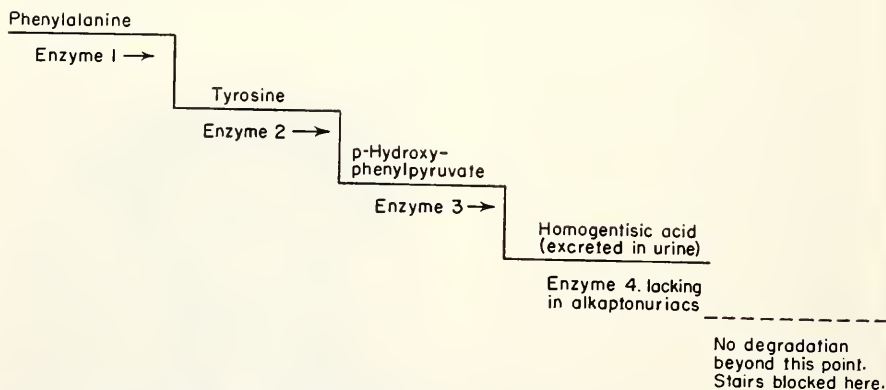 Phenylalanine
Enzyme 1 →
Tyrosine
Enzyme 2 →
p-Hydroxy-
phenylpyruvate
Enzyme 3 →
Homogentisic acid
(excreted in urine)
Enzyme 4. lacking
in alkaptonuriacs
No degradation
beyond this point.
Stairs blocked here.